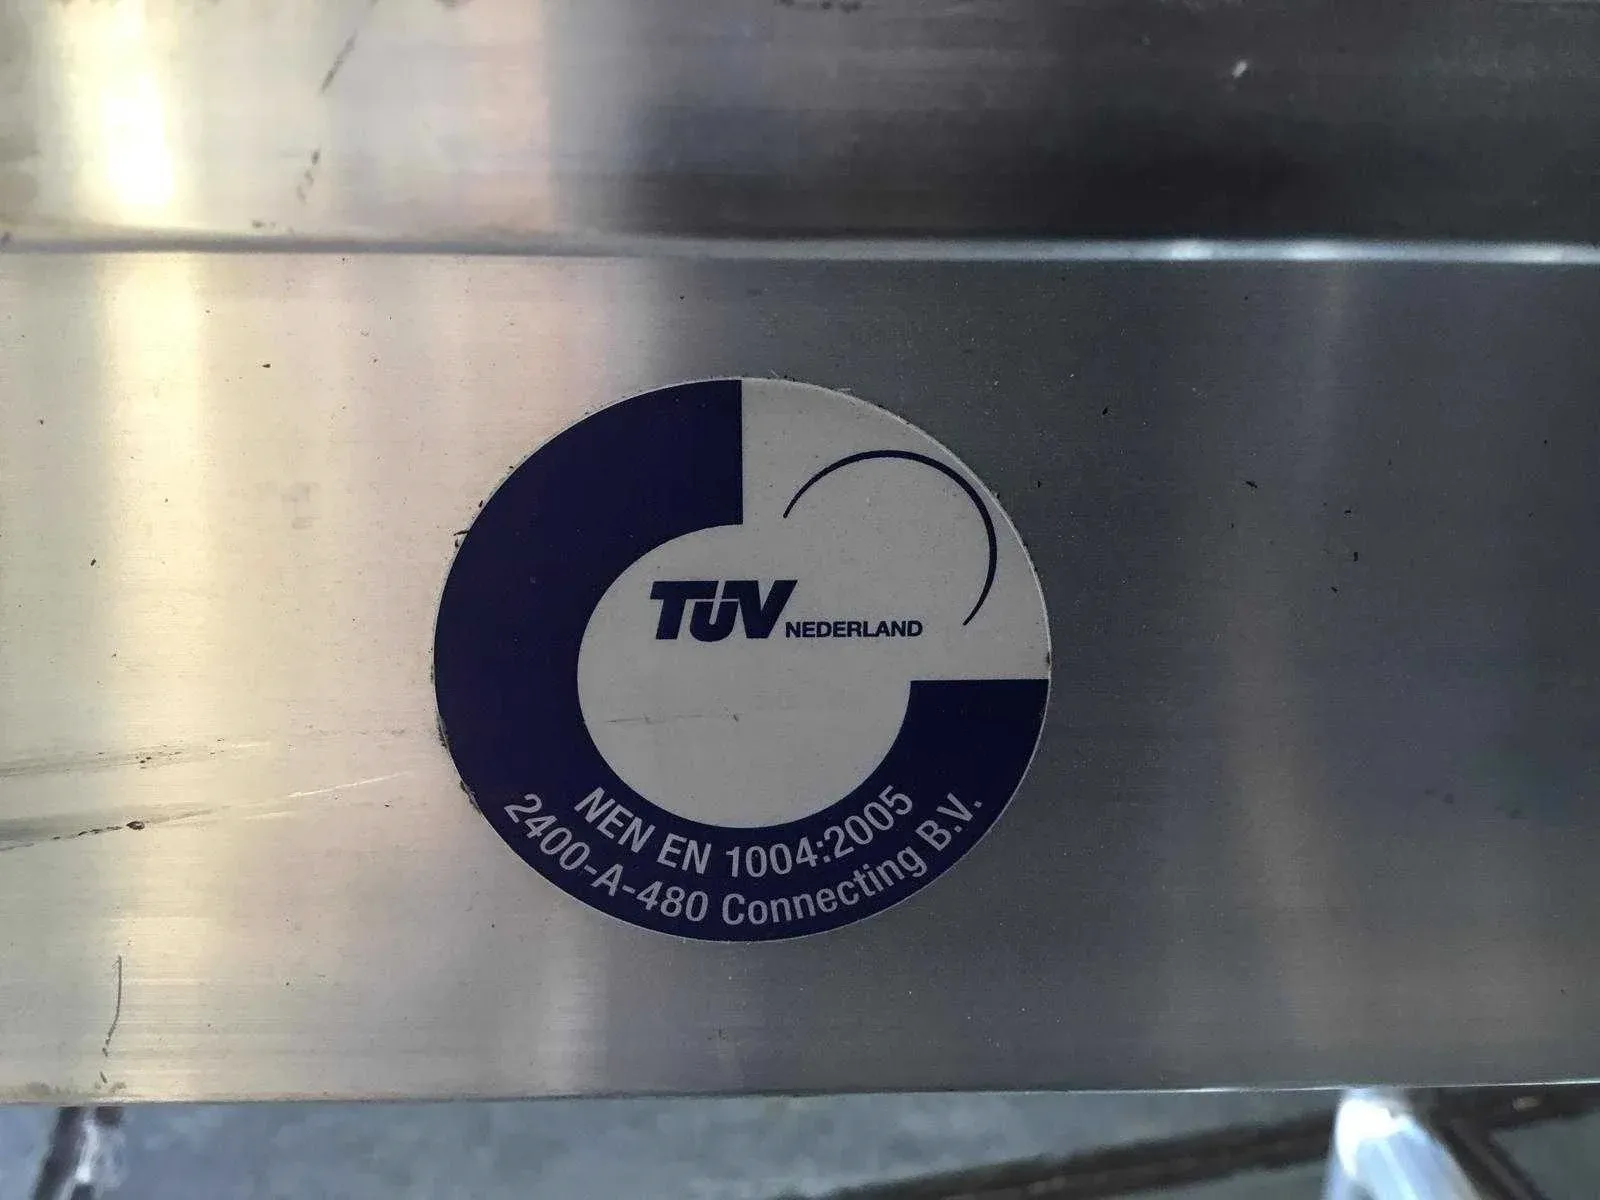 TÜV NEDERLAND
NEN EN 1004:2005
2400-A-480 Connecting B.V.